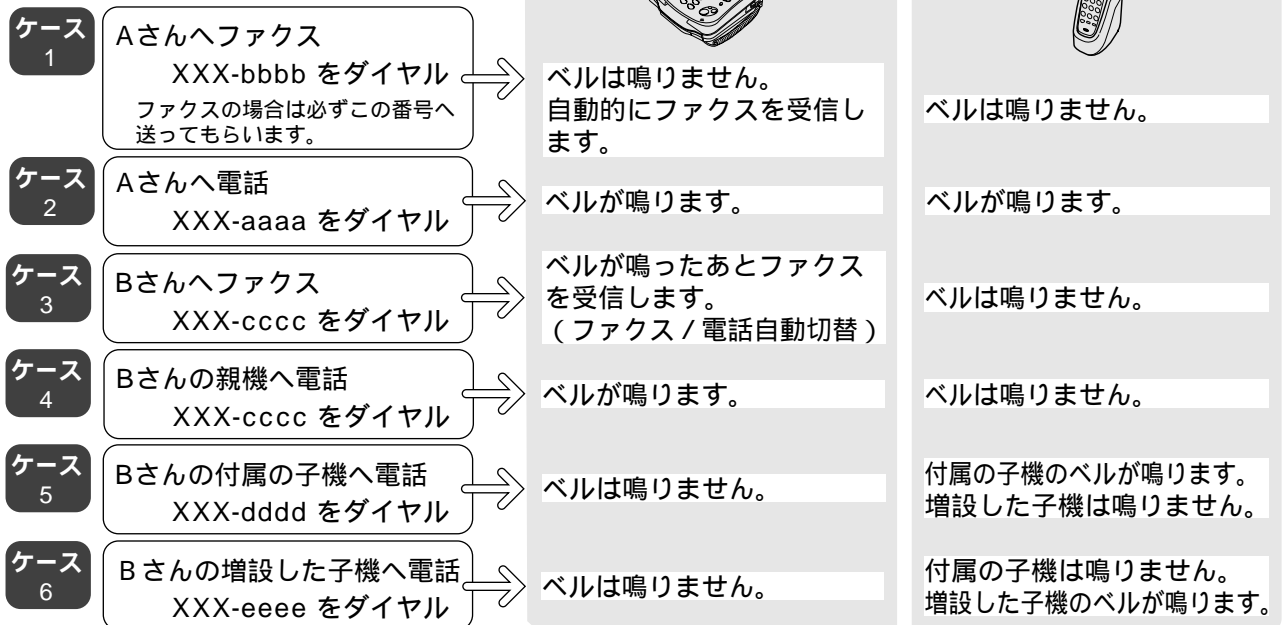 ケース
1
Aさんへファクス
XXX-bbbb をダイヤル
ファクスの場合は必ずこの番号へ
送ってもらいます。
ベルは鳴りません。
自動的にファクスを受信し
ます。
ベルは鳴りません。
ケース
2
Aさんへ電話
XXX-aaaa をダイヤル
ベルが鳴ります。
ベルが鳴ります。
ケース
3
Bさんへファクス
XXX-cccc をダイヤル
ベルが鳴ったあとファクス
を受信します。
(ファクス/電話自動切替)
ベルは鳴りません。
ケース
4
Bさんの親機へ電話
XXX-cccc をダイヤル
ベルが鳴ります。
ベルは鳴りません。
ケース
5
Bさんの付属の子機へ電話
XXX-dddd をダイヤル
ベルは鳴りません。
付属の子機のベルが鳴ります。
増設した子機は鳴りません。
ケース
6
Bさんの増設した子機へ電話
XXX-eeee をダイヤル
ベルは鳴りません。
付属の子機は鳴りません。
増設した子機のベルが鳴ります。